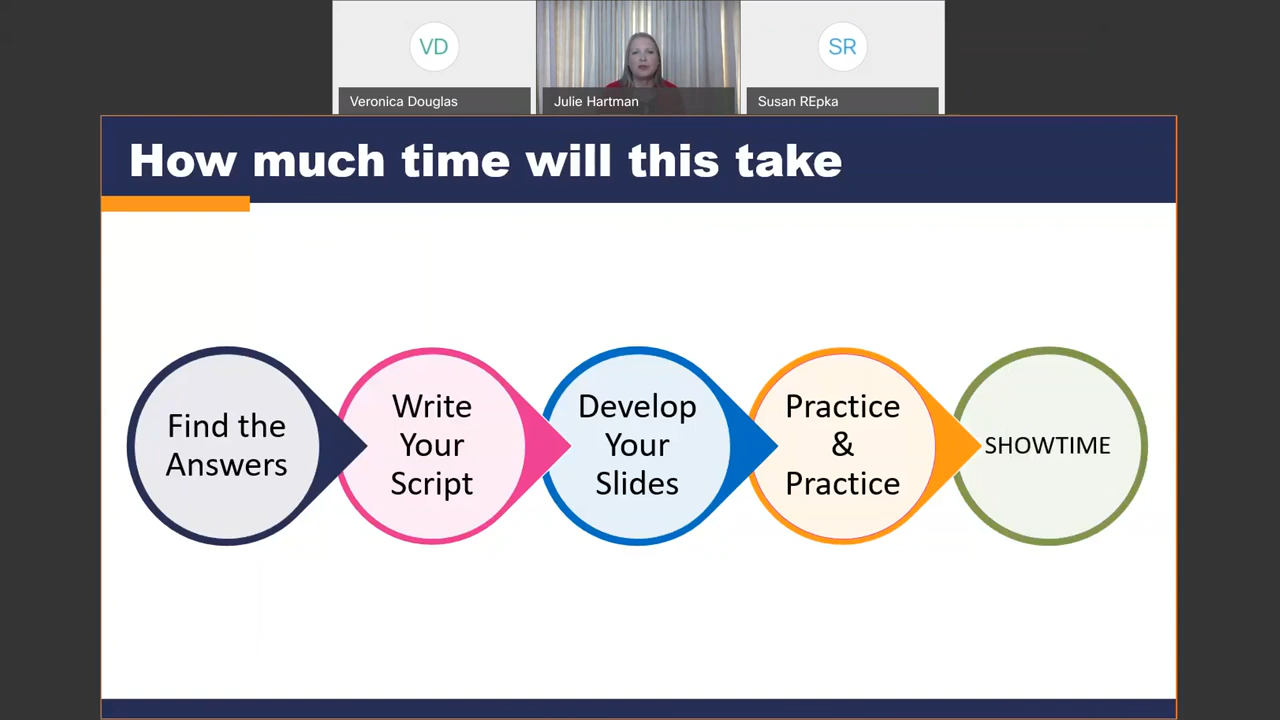 VD
SR
Veronica Douglas
Julie Hartman
Susan REpka
How much time will this take
Find the
Answers
Write
Your
Script
Develop
Your
Slides
Practice
&
Practice
SHOWTIME